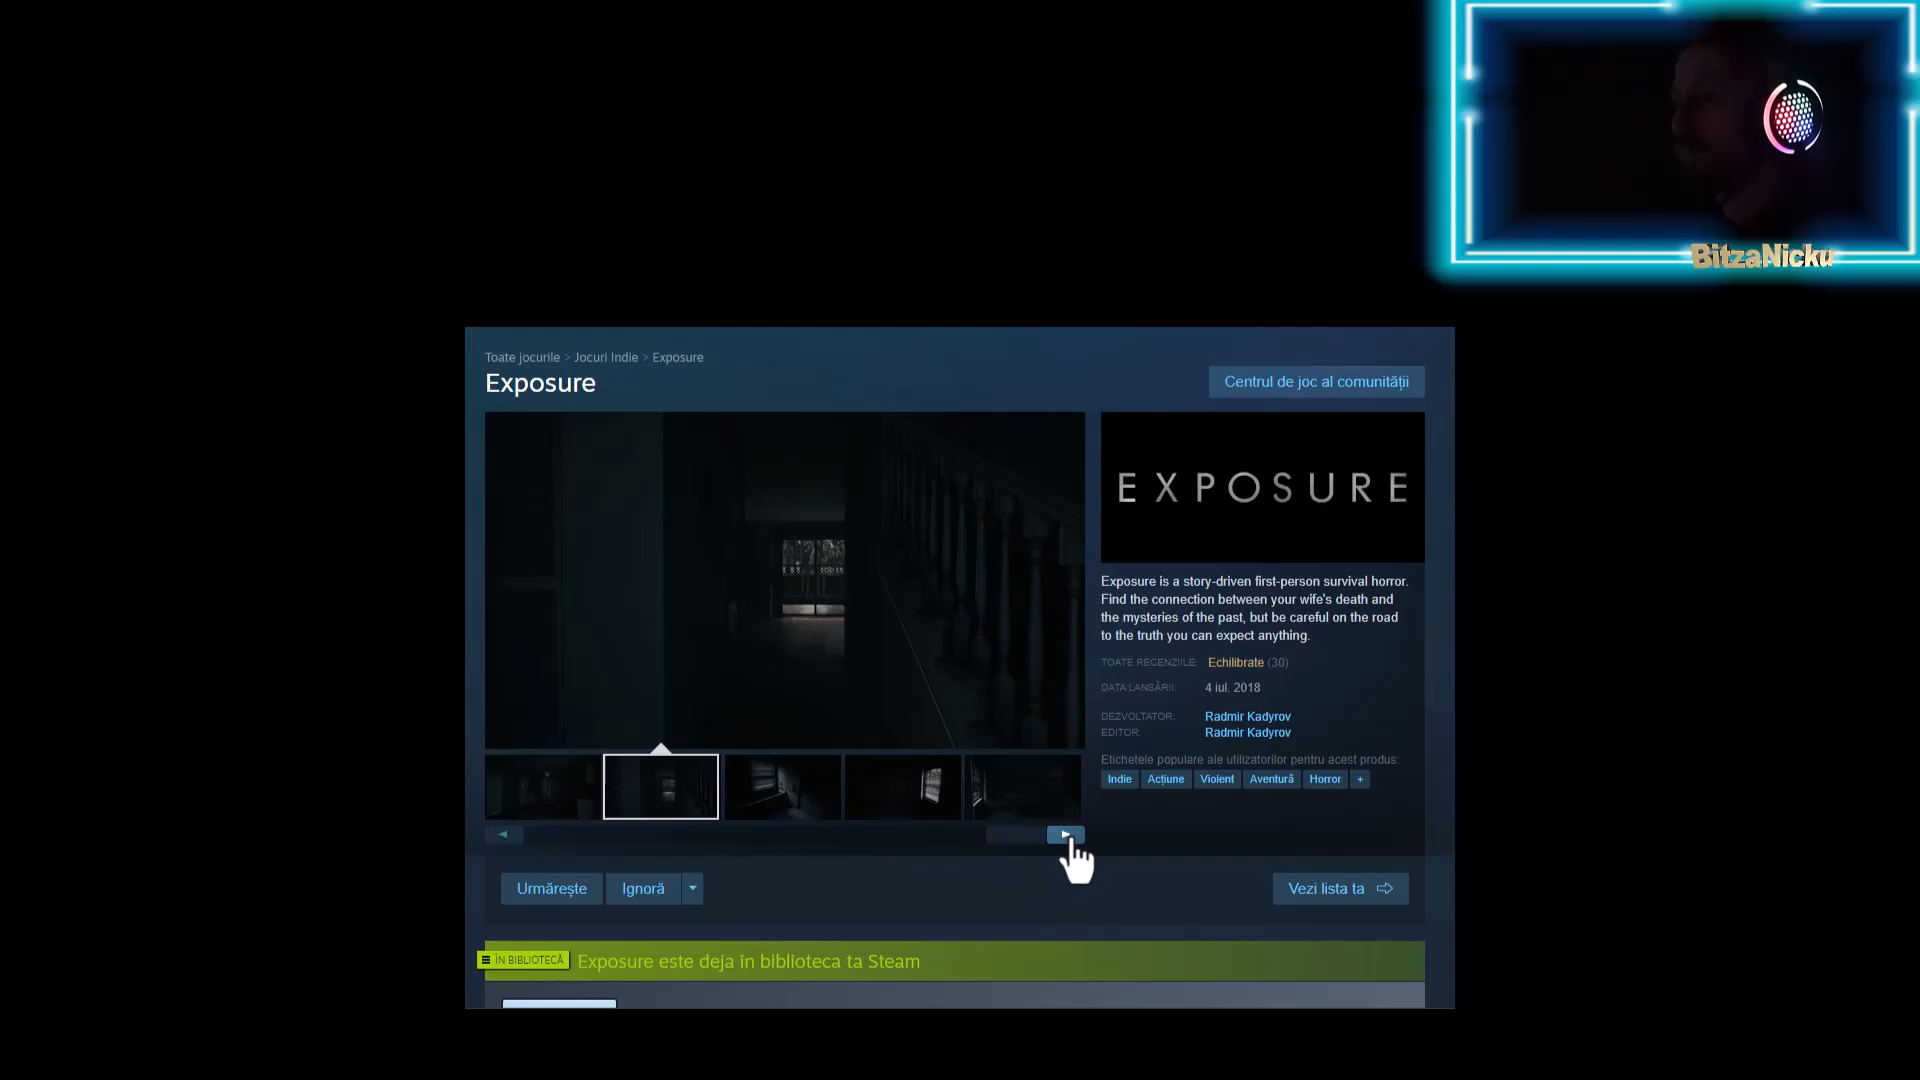 BitzaNicku
Toate jocurile > Jocuri Indie > Exposure
Exposure
Centrul de joc al comunității
EXPOSURE
Exposure is a story-driven first-person survival horror.
Find the connection between your wife's death and
the mysteries of the past, but be careful on the road
to the truth you can expect anything.
TOATE RECENZIILE: Echilibrate (30)
DATA LANSĂRII: 4 iul. 2018
DEZVOLTATOR: Radmir Kadyrov
EDITOR: Radmir Kadyrov
Etichetele populare ale utilizatorilor pentru acest produs:
Indie Acțiune Violent Aventură Horror +
Urmărește Ignoră Vezi lista ta
ÎN BIBLIOTECĂ Exposure este deja în biblioteca ta Steam